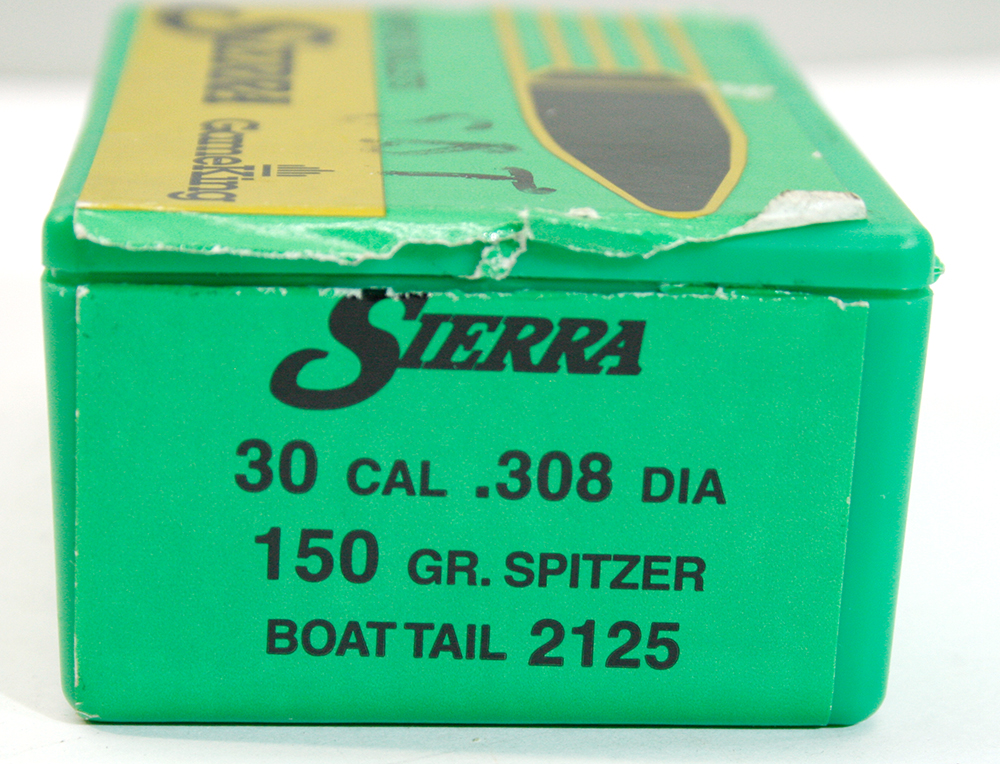 SIERRA
GameKing
SIERRA
30 CAL .308 DIA
150 GR. SPITZER
BOAT TAIL 2125